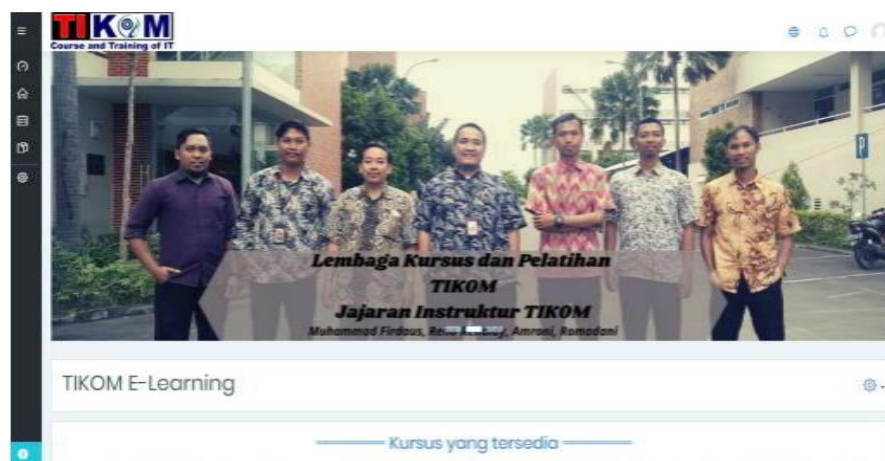 TIKOM
Course and Training of IT
Lembaga Kursus dan Pelatihan
TIKOM
Jajaran Instruktur TIKOM
Muhammad Firdaus, Amroni, Romadani
TIKOM E-Learning
Kursus yang tersedia